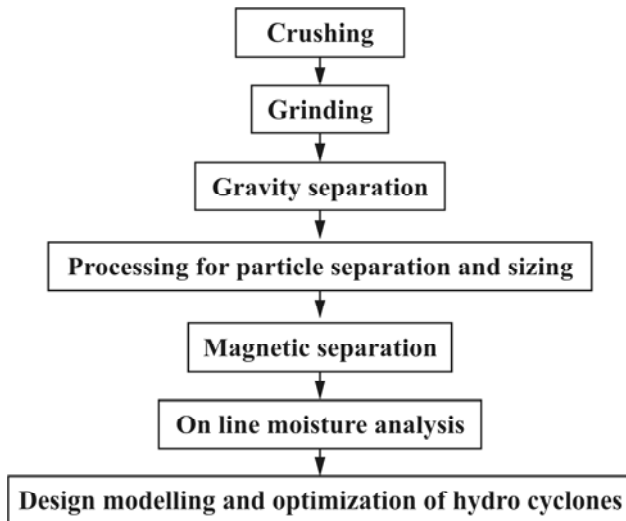 Crushing
Grinding
Gravity separation
Processing for particle separation and sizing
Magnetic separation
On line moisture analysis
Design modelling and optimization of hydro cyclones